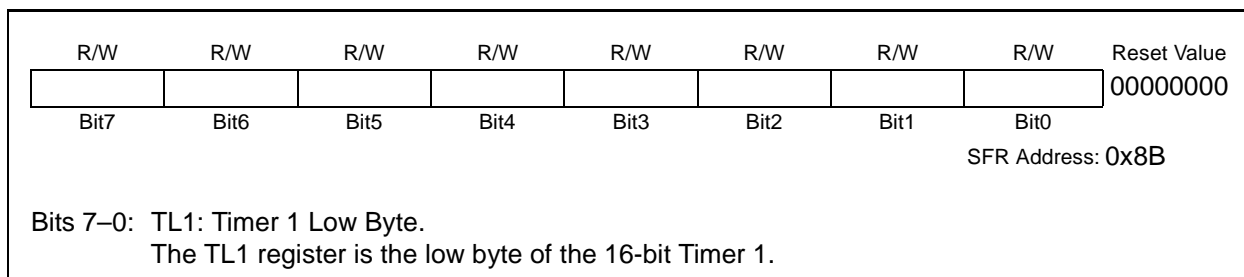 R/W R/W R/W R/W R/W R/W R/W R/W Reset Value
00000000
Bit7 Bit6 Bit5 Bit4 Bit3 Bit2 Bit1 Bit0
SFR Address: 0x8B
Bits 7–0: TL1: Timer 1 Low Byte.
The TL1 register is the low byte of the 16-bit Timer 1.